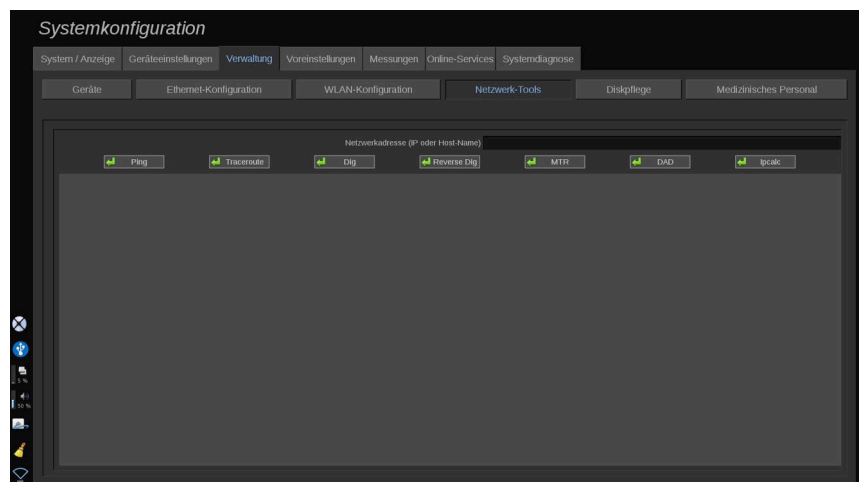 Systemkonfiguration
System / Anzeige Geräteeinstellungen Verwaltung Voreinstellungen Messungen Online-Services Systemdiagnose
Geräte Ethernet-Konfiguration WLAN-Konfiguration Netzwerk-Tools Diskpflege Medizinisches Personal
Netzwerkadresse (IP oder Host-Name)
Ping Traceroute Dig Reverse Dig MTR DAD Ipcalc
5 %
50 %